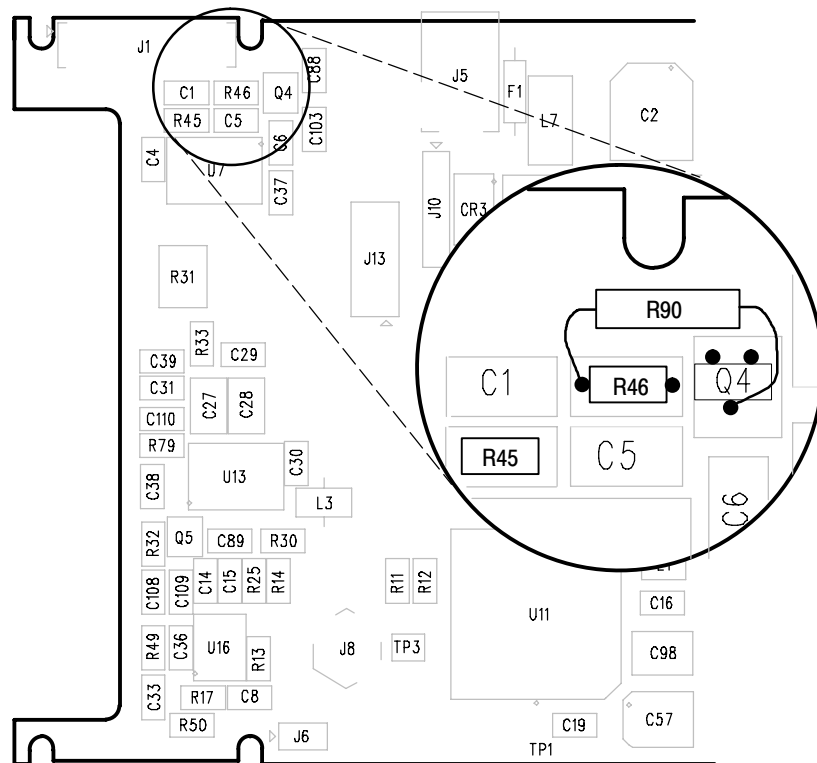 J1
C88
J5
F1
L7
C2
C1
R46
Q4
R45
C5
C103
C4
U7
C6
C37
J10
CR3
J13
R31
R90
C1
R46
Q4
R45
C5
C6
R33
C29
C39
C31
C27
C28
C110
R79
C38
U13
C30
L3
R32
Q5
C89
R30
C108
C109
C14
C15
R25
R14
R11
R12
U11
C16
R49
C36
U16
R13
J8
TP3
C98
C33
R17
C8
R50
J6
C19
C57
TP1